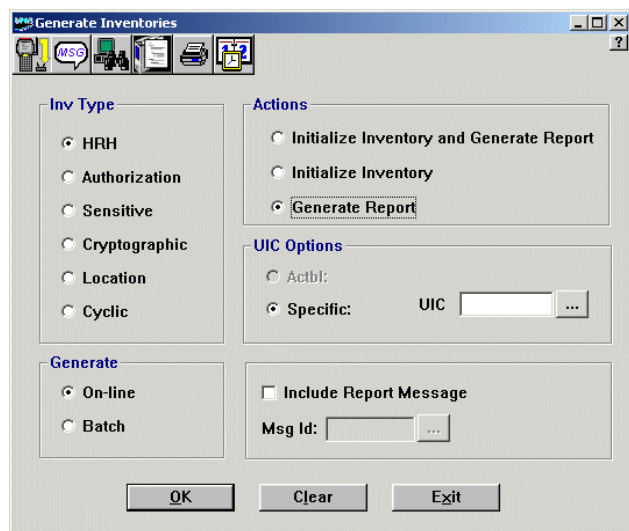 Generate Inventories
?
MSG
Inv Type
HRH
Authorization
Sensitive
Cryptographic
Location
Cyclic
Actions
Initialize Inventory and Generate Report
Initialize Inventory
Generate Report
UIC Options
Actbl:
Specific: UIC ...
Generate
On-line
Batch
Include Report Message
Msg Id: ...
OK Clear Exit